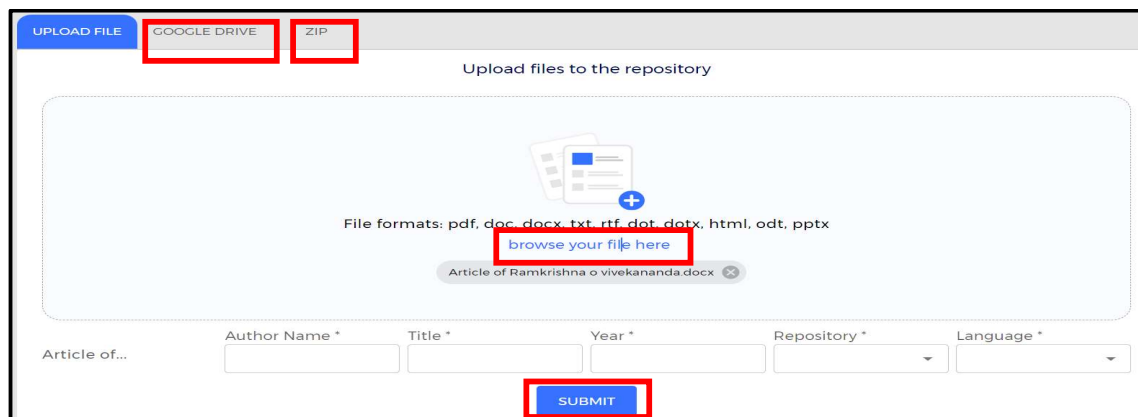 UPLOAD FILE GOOGLE DRIVE ZIP
Upload files to the repository
File formats: pdf, doc, docx, txt, rtf, dot, dotx, html, odt, pptx
browse your file here
Article of Ramkrishna o vivekananda.docx
Author Name * Title * Year * Repository * Language *
Article of...
SUBMIT